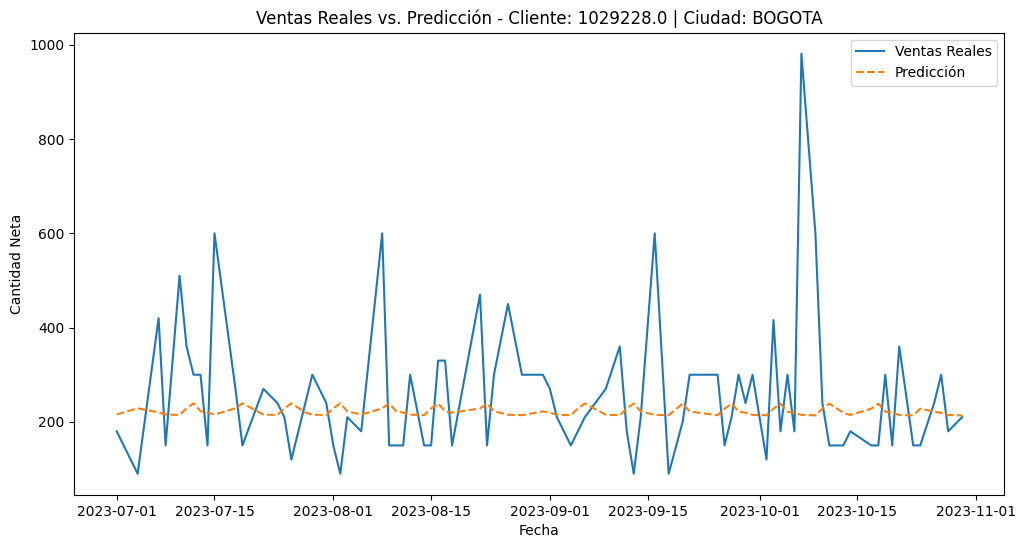 Ventas Reales vs. Predicción - Cliente: 1029228.0 | Ciudad: BOGOTA
Ventas Reales
Predicción
Cantidad Neta
1000
800
600
400
200
2023-07-01
2023-07-15
2023-08-01
2023-08-15
2023-09-01
2023-09-15
2023-10-01
2023-10-15
2023-11-01
Fecha